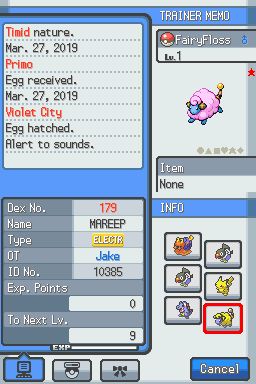 TRAINER MEMO
Timid nature.
Mar. 27, 2019
Primo
Egg received.
Mar. 27, 2019
Violet City
Egg hatched.
Alert to sounds.
FairyFloss ♂
Lv.1
Item
None
Dex No. 179
Name MAREEP
Type ELECTR
OT Jake
ID No. 10385
Exp. Points
0
To Next Lv.
9
EXP
INFO
Cancel